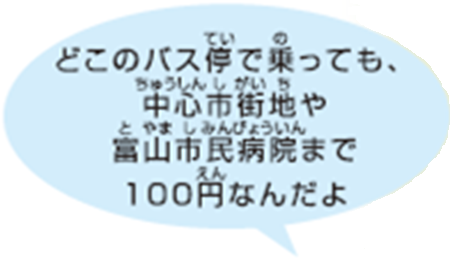 どこのバス停で乗っても、
中心市街地や
富山市民病院まで
100円なんだよ